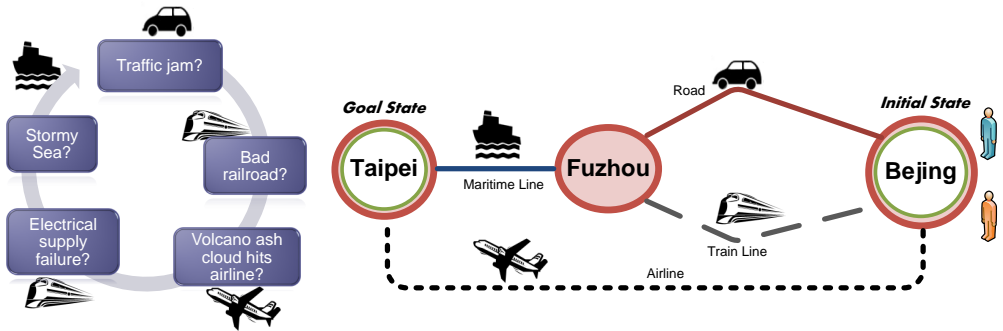 Traffic jam?
Bad
railroad?
Volcano ash
cloud hits
airline?
Electrical
supply
failure?
Stormy
Sea?
Goal State
Taipei
Maritime Line
Fuzhou
Road
Train Line
Airline
Initial State
Bejing